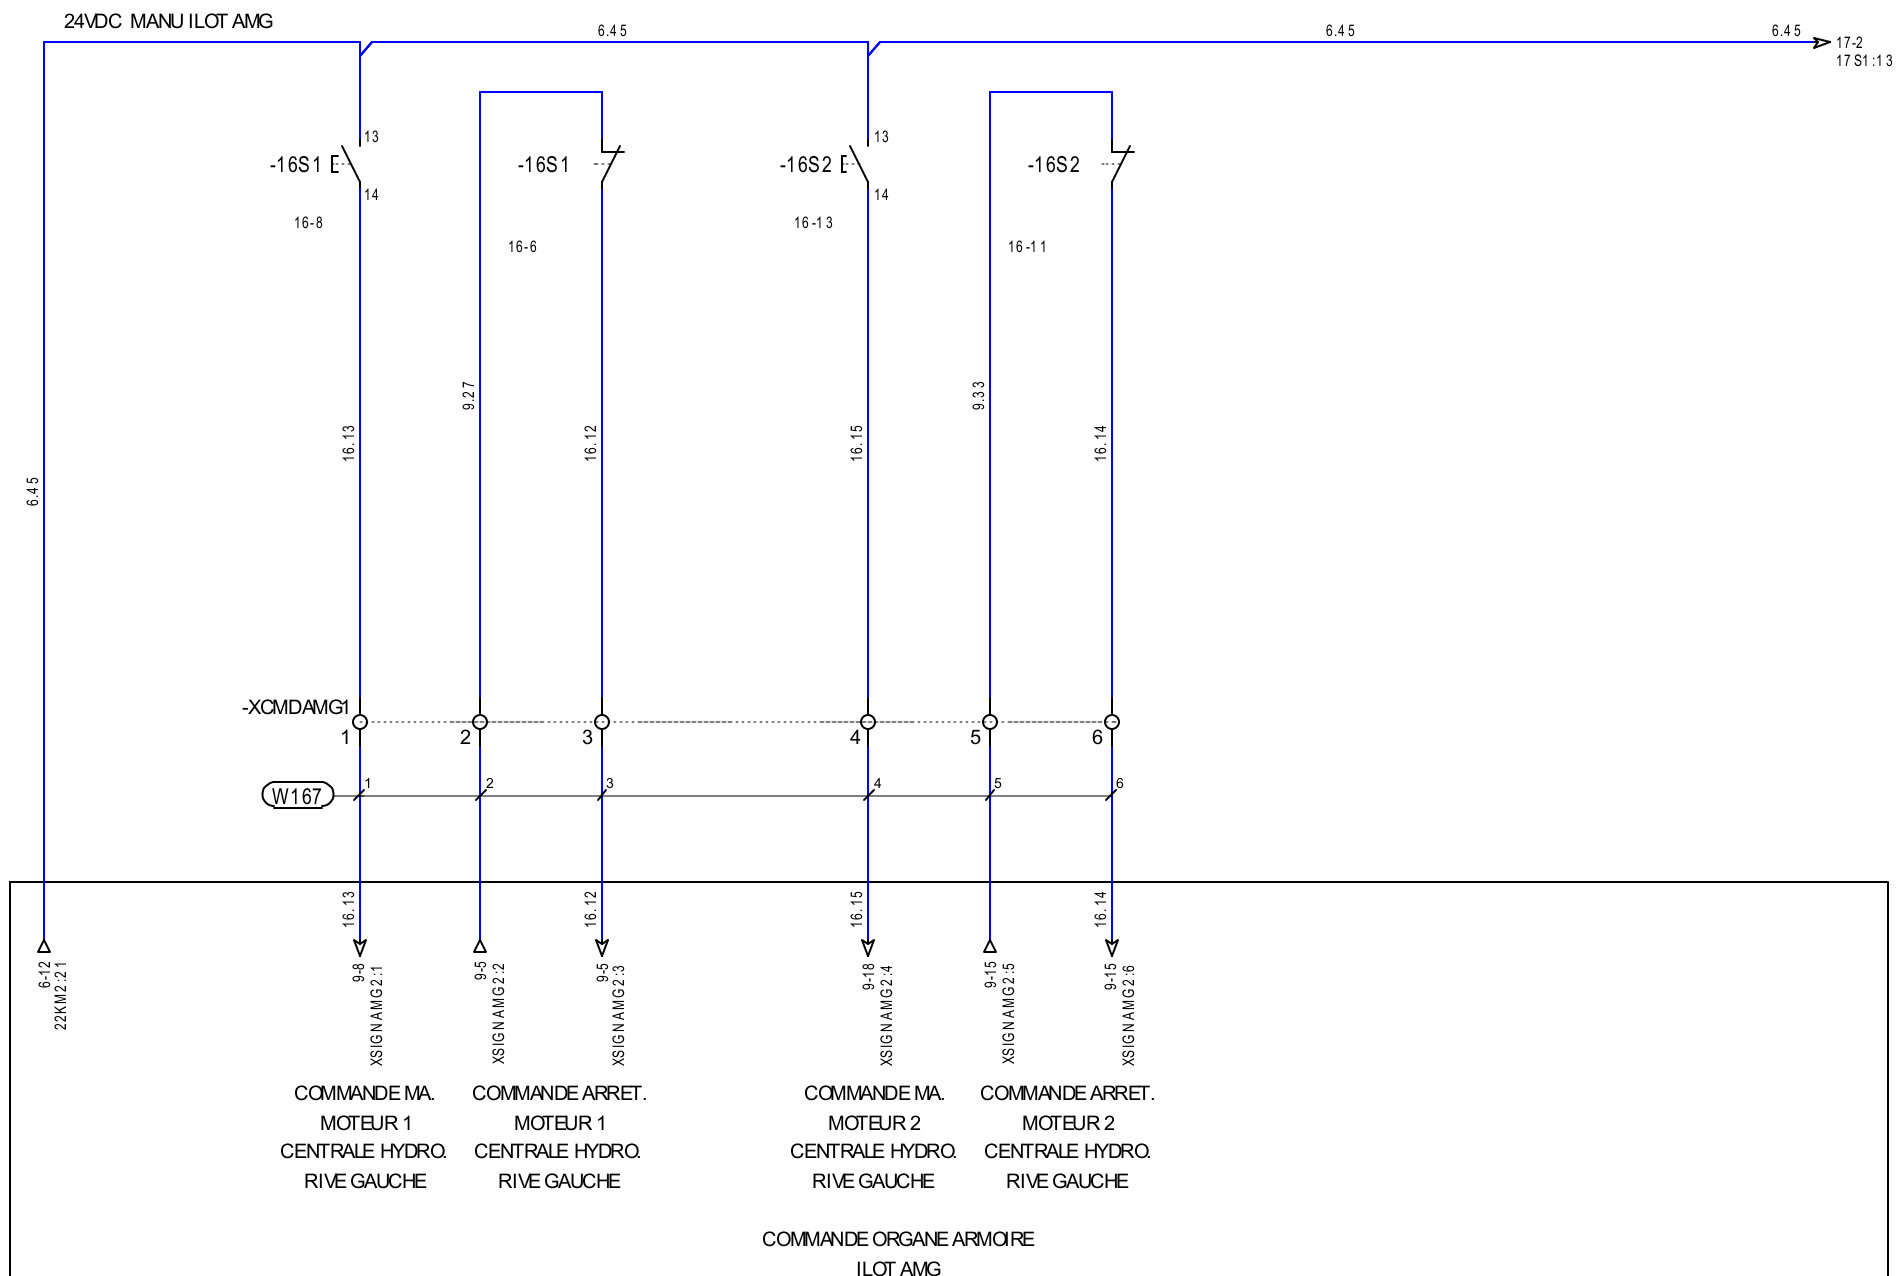 24VDC MANU ILOT AMG
6.45
6.45
6.45
17-2
17S1:13
13
13
-16S1
-16S1
-16S2
-16S2
14
14
16-8
16-13
16-6
16-11
9.27
9.33
16.13
16.12
16.15
16.14
6.45
-XCMDAMG1
1
2
3
4
5
6
1
2
3
4
5
6
W167
16.13
16.12
16.15
16.14
6-12
22KM2:21
9-8
XSIGNAMG2:1
9-5
XSIGNAMG2:2
9-5
XSIGNAMG2:3
9-18
XSIGNAMG2:4
9-15
XSIGNAMG2:5
9-15
XSIGNAMG2:6
COMMANDE MA.
MOTEUR 1
CENTRALE HYDRO.
RIVE GAUCHE
COMMANDE ARRET.
MOTEUR 1
CENTRALE HYDRO.
RIVE GAUCHE
COMMANDE MA.
MOTEUR 2
CENTRALE HYDRO.
RIVE GAUCHE
COMMANDE ARRET.
MOTEUR 2
CENTRALE HYDRO.
RIVE GAUCHE
COMMANDE ORGANE ARMOIRE
ILOT AMG